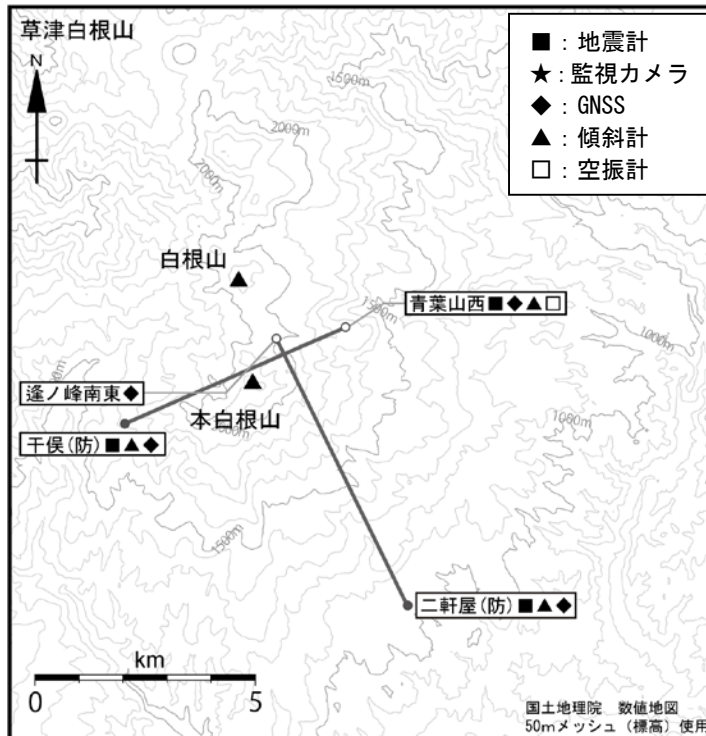 草津白根山
N
■：地震計
★：監視カメラ
◆：GNSS
▲：傾斜計
□：空振計
1500m
2000m
2000m
白根山
青葉山西■◆▲□
1500m
1000m
逢ノ峰南東◆
本白根山
干俣(防)■▲◆
1000m
1500m
二軒屋(防)■▲◆
km
0 5
国土地理院 数値地図
50mメッシュ（標高）使用